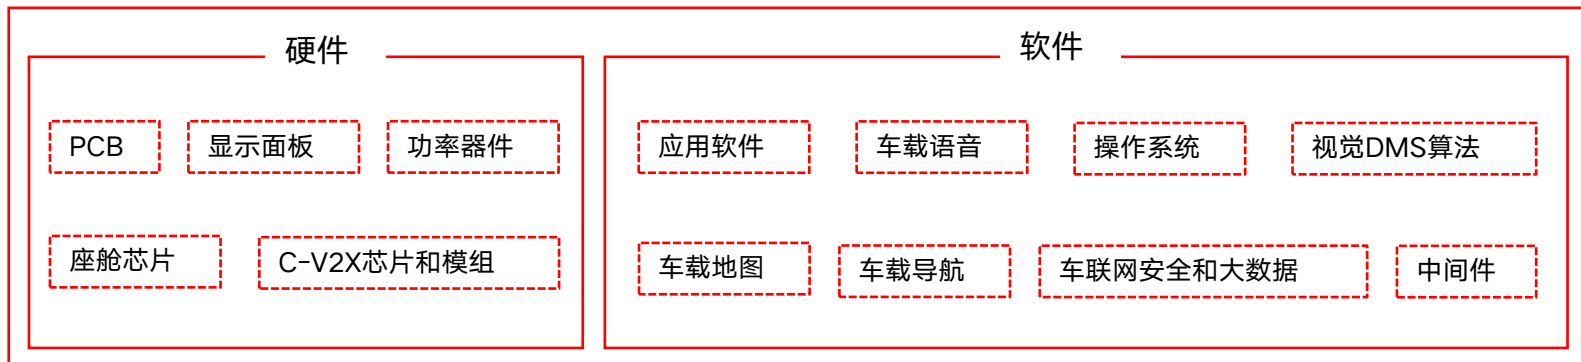 硬件
PCB
显示面板
功率器件
座舱芯片
C-V2X芯片和模组
软件
应用软件
车载语音
操作系统
视觉DMS算法
车载地图
车载导航
车联网安全和大数据
中间件